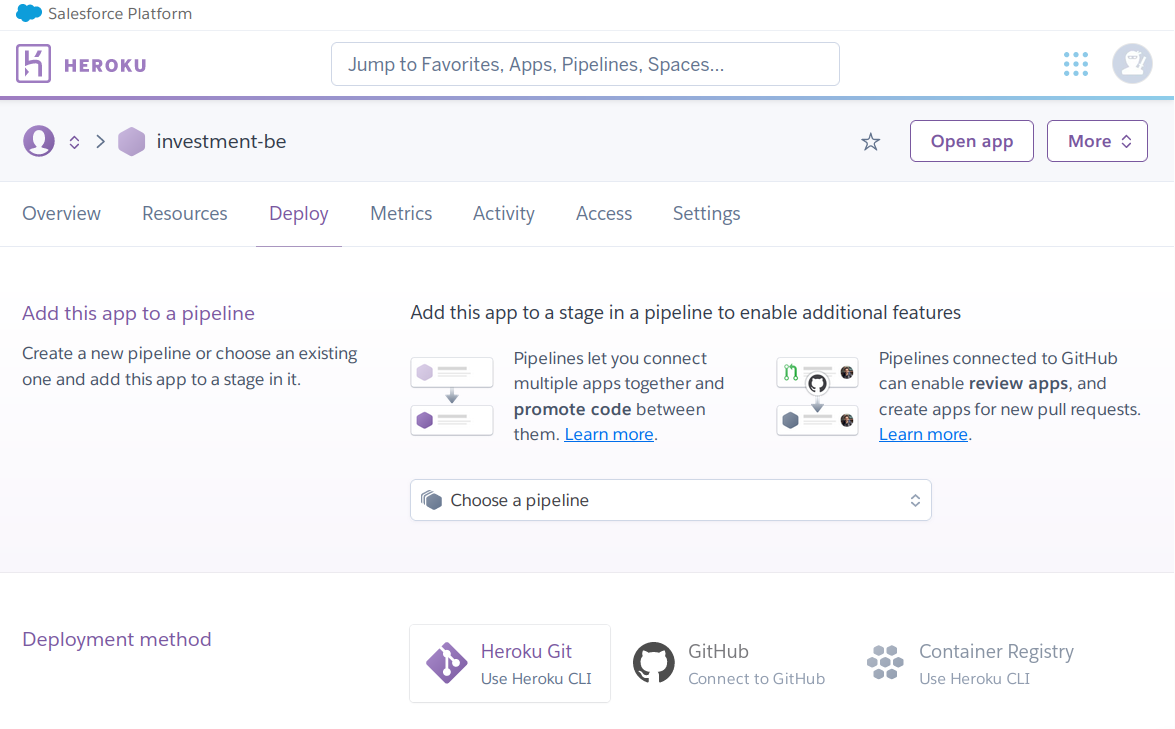 Salesforce Platform
HEROKU
Jump to Favorites, Apps, Pipelines, Spaces...
investment-be
Open app
More
Overview
Resources
Deploy
Metrics
Activity
Access
Settings
Add this app to a pipeline
Create a new pipeline or choose an existing
one and add this app to a stage in it.
Add this app to a stage in a pipeline to enable additional features
Pipelines let you connect
multiple apps together and
promote code between
them. Learn more.
Pipelines connected to GitHub
can enable review apps, and
create apps for new pull requests.
Learn more.
Choose a pipeline
Deployment method
Heroku Git
Use Heroku CLI
GitHub
Connect to GitHub
Container Registry
Use Heroku CLI